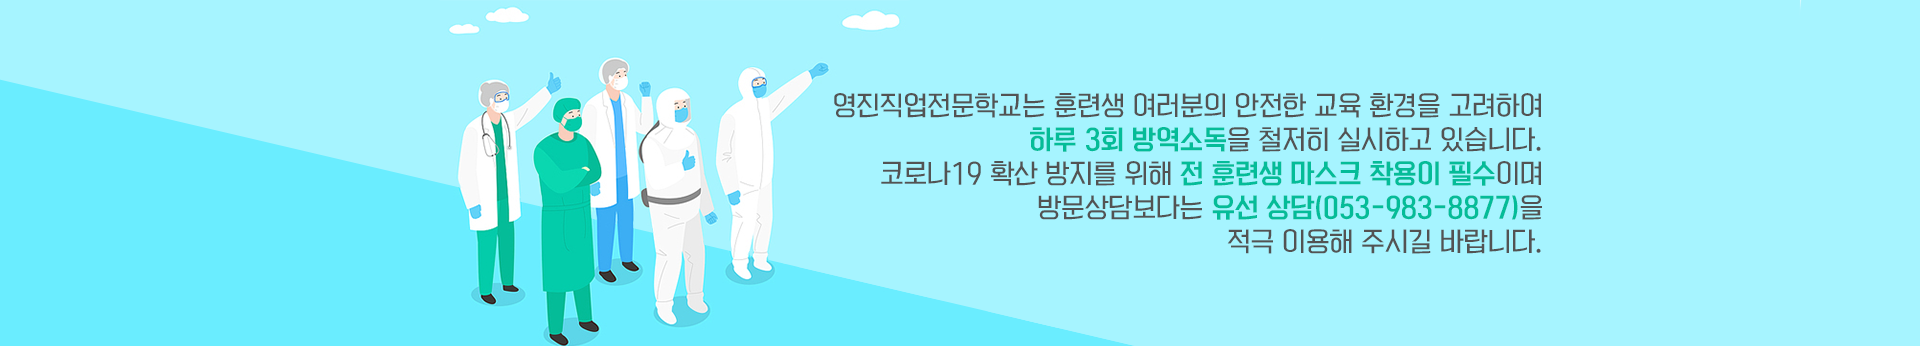 영진직업전문학교는 훈련생 여러분의 안전한 교육 환경을 고려하여
하루 3회 방역소독을 철저히 실시하고 있습니다.
코로나19 확산 방지를 위해 전 훈련생 마스크 착용이 필수이며
방문상담보다는 유선 상담(053-983-8877)을
적극 이용해 주시길 바랍니다.